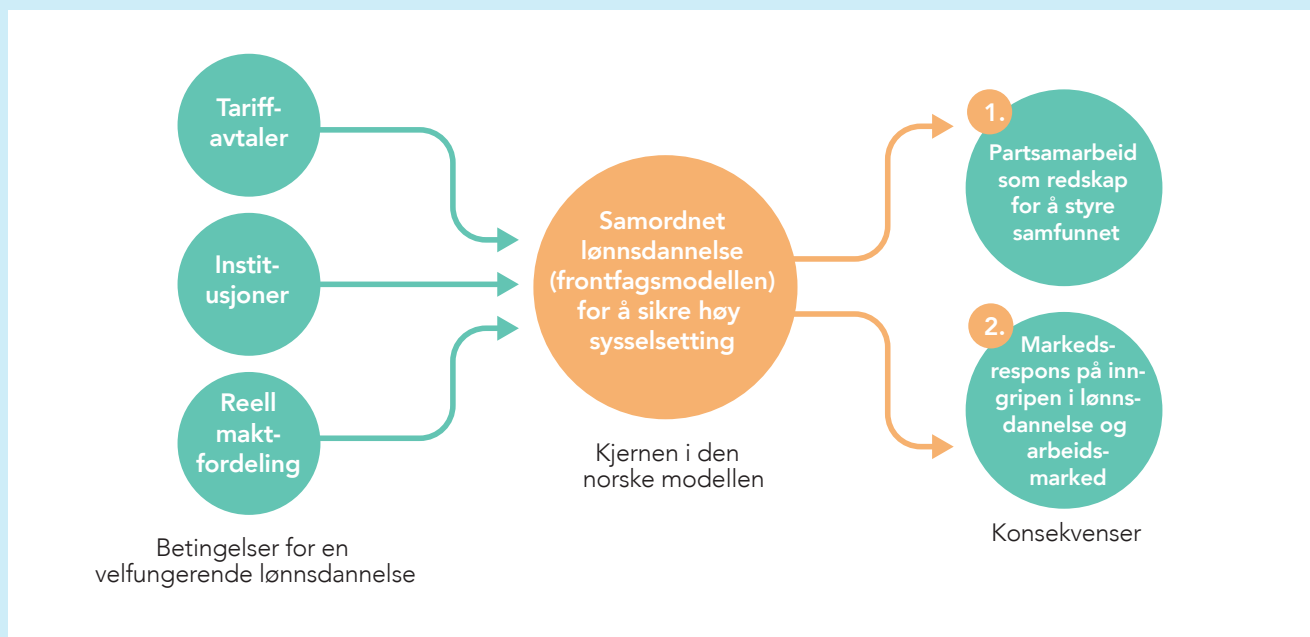 Tariff-
avtaler
Instit-
usjoner
Reell
makt-
fordeling
Betingelser for en
velfungerende lønnsdannelse
Samordnet
lønnsdannelse
(frontfagsmodellen)
for å sikre høy
sysselsetting
Kjernen i den
norske modellen
1.
Partsamarbeid
som redskap
for å styre
samfunnet
2.
Markeds-
respons på inn-
gripen i lønns-
dannelse og
arbeids-
marked
Konsekvenser